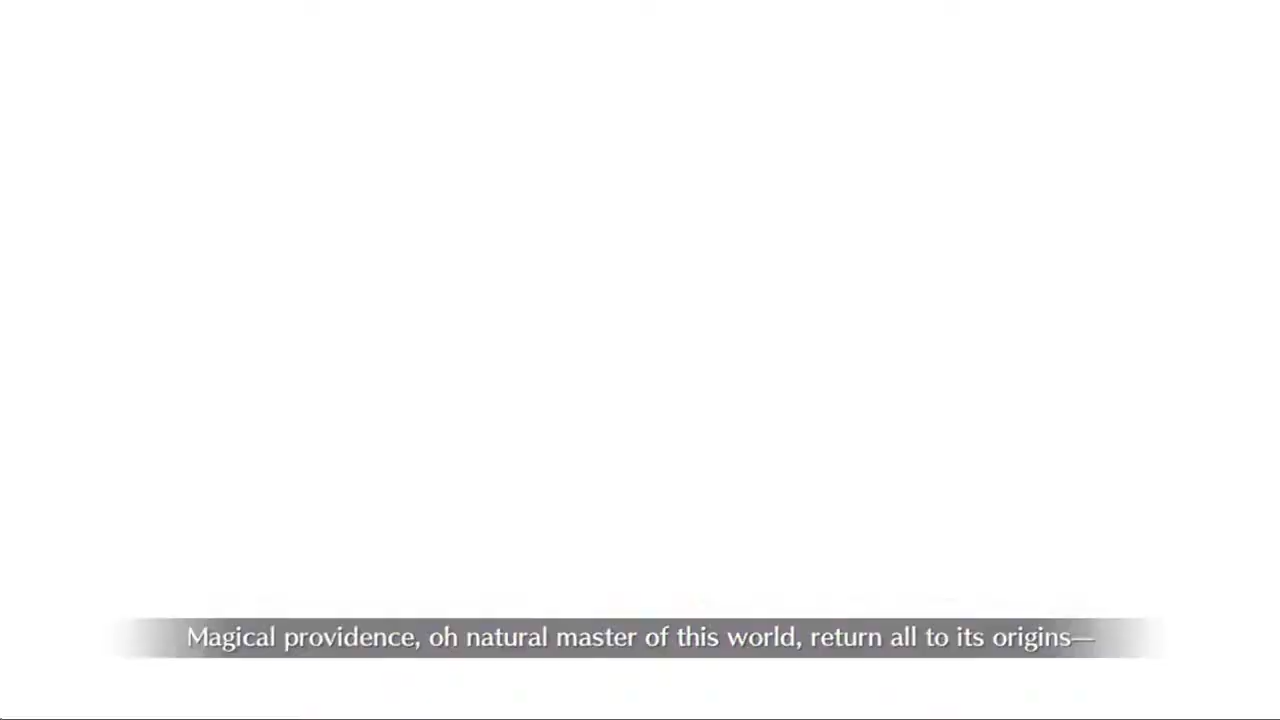 Magical providence, oh natural master of this world, return all to its origins—